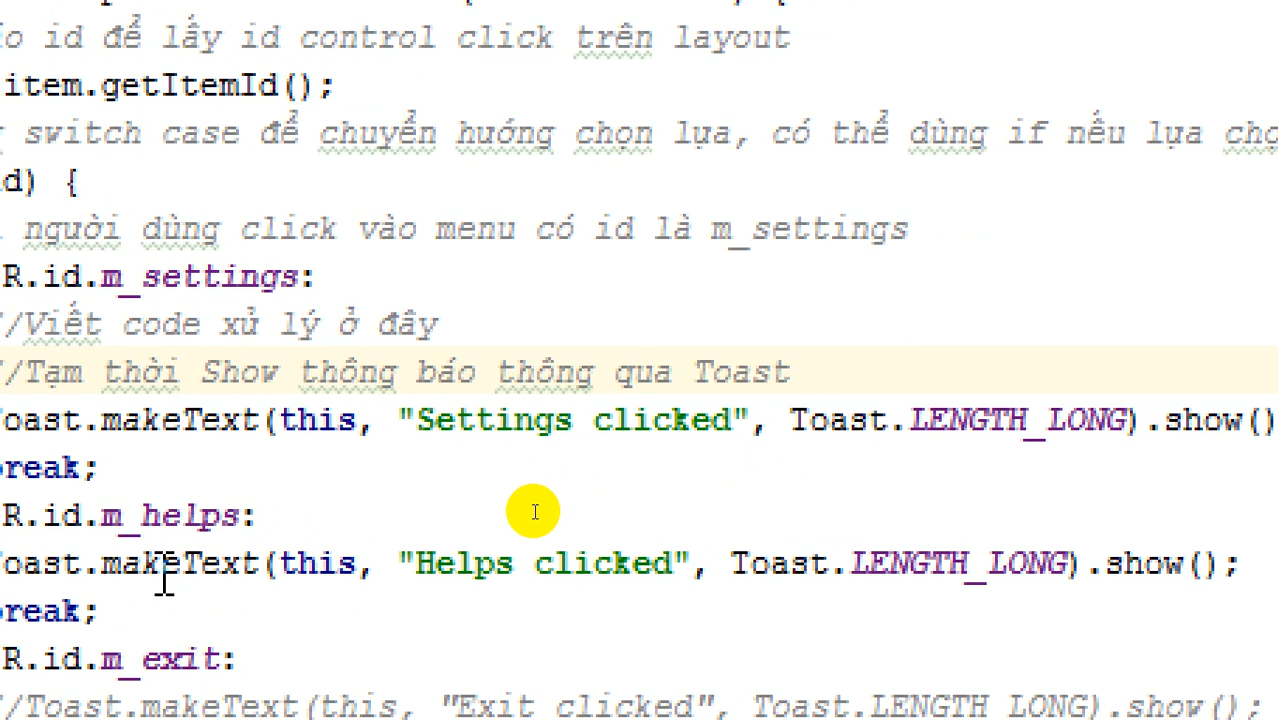 id để lấy id control click trên layout
item.getItemId();
switch case để chuyển hướng chọn lựa, có thể dùng if nếu lựa
) {
người dùng click vào menu có id là m_settings
R.id.m_settings:
/Viết code xử lý ở đây
/Tạm thời Show thông báo thông qua Toast
oast.makeText(this, "Settings clicked", Toast.LENGTH_LONG).show()
reak;
R.id.m_helps:
oast.makeText(this, "Helps clicked", Toast.LENGTH_LONG).show();
reak;
R.id.m_exit:
/Toast.makeText(this, "Exit clicked", Toast.LENGTH_LONG).show();